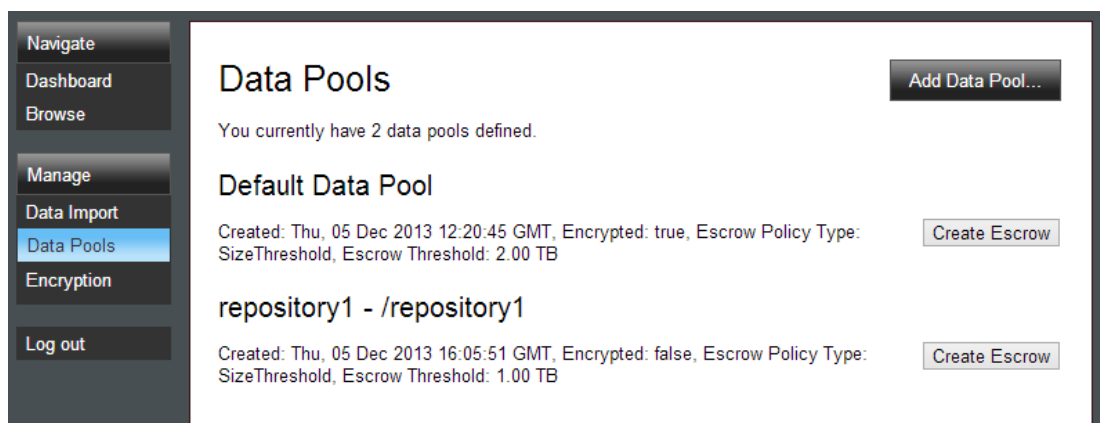 Navigate
Dashboard
Browse
Manage
Data Import
Data Pools
Encryption
Log out
Data Pools
Add Data Pool...
You currently have 2 data pools defined.
Default Data Pool
Created: Thu, 05 Dec 2013 12:20:45 GMT, Encrypted: true, Escrow Policy Type:
SizeThreshold, Escrow Threshold: 2.00 TB
Create Escrow
repository1 - /repository1
Created: Thu, 05 Dec 2013 16:05:51 GMT, Encrypted: false, Escrow Policy Type:
SizeThreshold, Escrow Threshold: 1.00 TB
Create Escrow